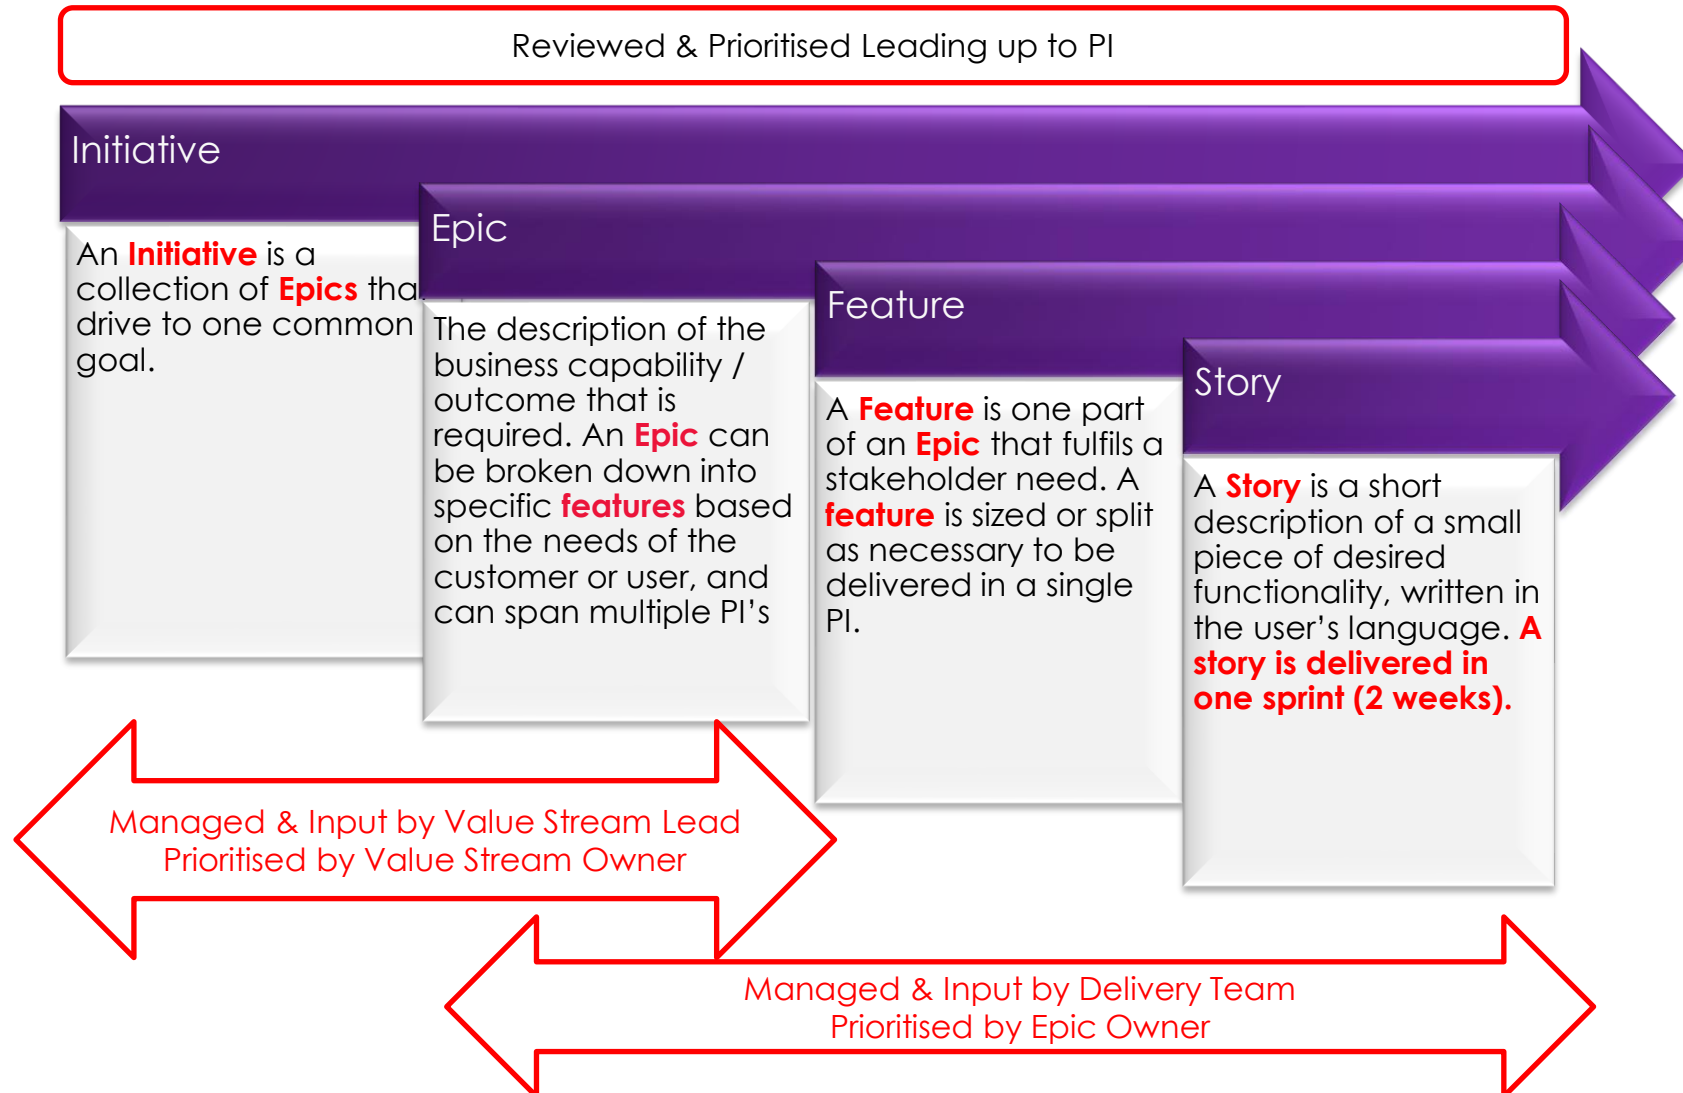 Reviewed & Prioritised Leading up to PI
Initiative
An Initiative is a
collection of Epics tha
drive to one common
goal.
Epic
The description of the
business capability /
outcome that is
required. An Epic can
be broken down into
specific features based
on the needs of the
customer or user, and
can span multiple PI’s
Feature
A Feature is one part
of an Epic that fulfils a
stakeholder need. A
feature is sized or split
as necessary to be
delivered in a single
PI.
Story
A Story is a short
description of a small
piece of desired
functionality, written in
the user’s language. A
story is delivered in
one sprint (2 weeks).
Managed & Input by Value Stream Lead
Prioritised by Value Stream Owner
Managed & Input by Delivery Team
Prioritised by Epic Owner